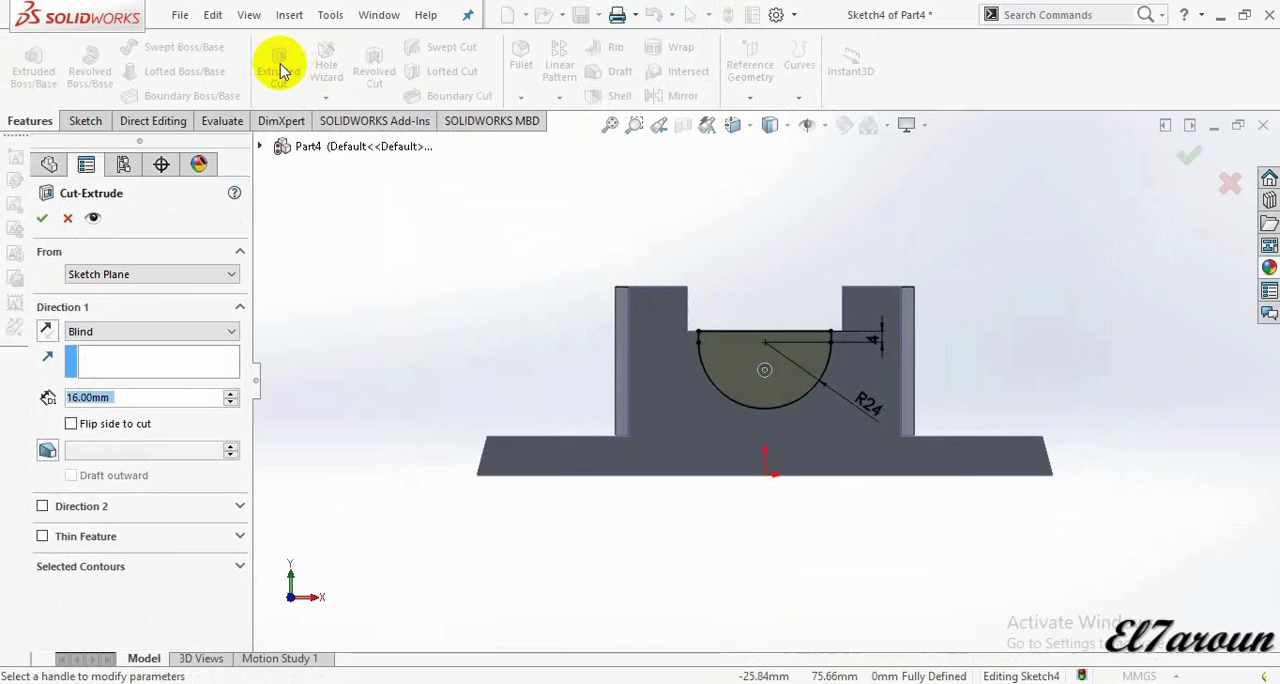 SOLIDWORKS File Edit View Insert Tools Window Help Sketch4 of Part4 * Search Commands ?
Extruded Boss/Base
Revolved Boss/Base
Swept Boss/Base
Lofted Boss/Base
Boundary Boss/Base
Extruded Cut
Hole Wizard
Revolved Cut
Swept Cut
Lofted Cut
Boundary Cut
Fillet
Linear Pattern
Rib
Draft
Shell
Wrap
Intersect
Mirror
Reference Geometry
Curves
Instant3D
Features Sketch Direct Editing Evaluate DimXpert SOLIDWORKS Add-Ins SOLIDWORKS MBD
Part4 (Default<<Default>...
Cut-Extrude
From
Sketch Plane
Direction 1
Blind
16.00mm
Flip side to cut
Draft outward
Direction 2
Thin Feature
Selected Contours
4
R24
Y
X
Activate
Go to Settings to
El7aroun
Model 3D Views Motion Study 1
Select a handle to modify parameters -25.84mm 75.66mm 0mm Fully Defined Editing Sketch4 MMGS